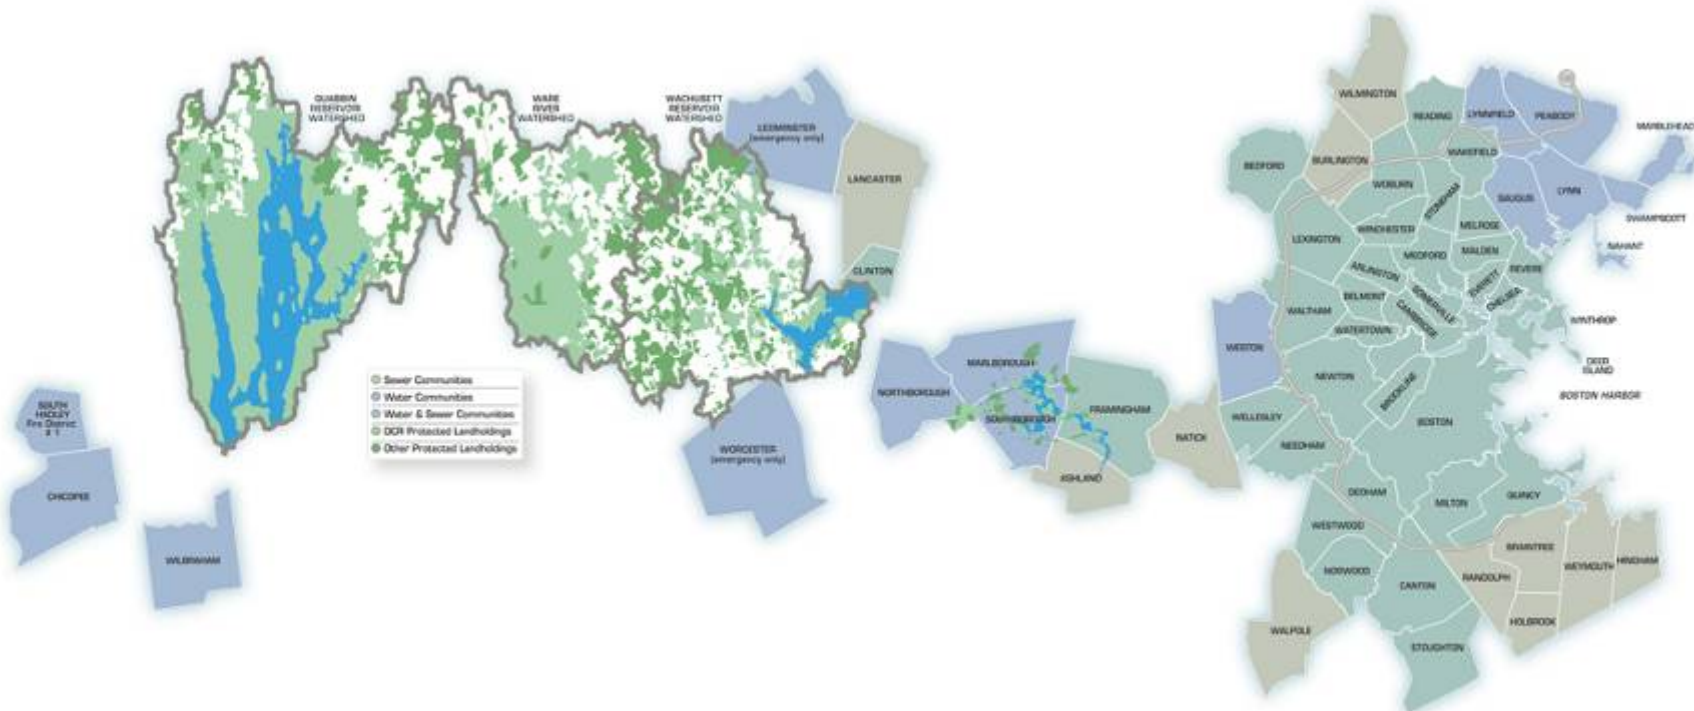 QUABBIN
RESERVOIR
WATERSHED
WARE
RIVER
WATERSHED
WACHUSETT
RESERVOIR
WATERSHED
LEOMINSTER
(emergency only)
LANCASTER
CLINTON
SOUTH
HADLEY
Fire District
# 1
CHICOPEE
WILBRAHAM
Sewer Communities
Water Communities
Water & Sewer Communities
DCR Protected Landholdings
Other Protected Landholdings
WORCESTER
(emergency only)
NORTHBOROUGH
MARLBOROUGH
SOUTHBOROUGH
FRAMINGHAM
ASHLAND
NATICK
WESTON
WILMINGTON
READING
LYNNFIELD
PEABODY
MARBLEHEAD
BEDFORD
BURLINGTON
WAKEFIELD
WOBURN
STONEHAM
SAUGUS
LYNN
SWAMPSCOTT
NAHANT
LEXINGTON
WINCHESTER
MELROSE
MEDFORD
MALDEN
REVERE
ARLINGTON
EVERETT
CHELSEA
BELMONT
SOMERVILLE
CAMBRIDGE
WALTHAM
WATERTOWN
WINTHROP
DEER
ISLAND
BOSTON HARBOR
NEWTON
BROOKLINE
BOSTON
WELLESLEY
NEEDHAM
DEDHAM
MILTON
QUINCY
WESTWOOD
NORWOOD
CANTON
RANDOLPH
BRAINTREE
WEYMOUTH
HINGHAM
HOLBROOK
WALPOLE
STOUGHTON